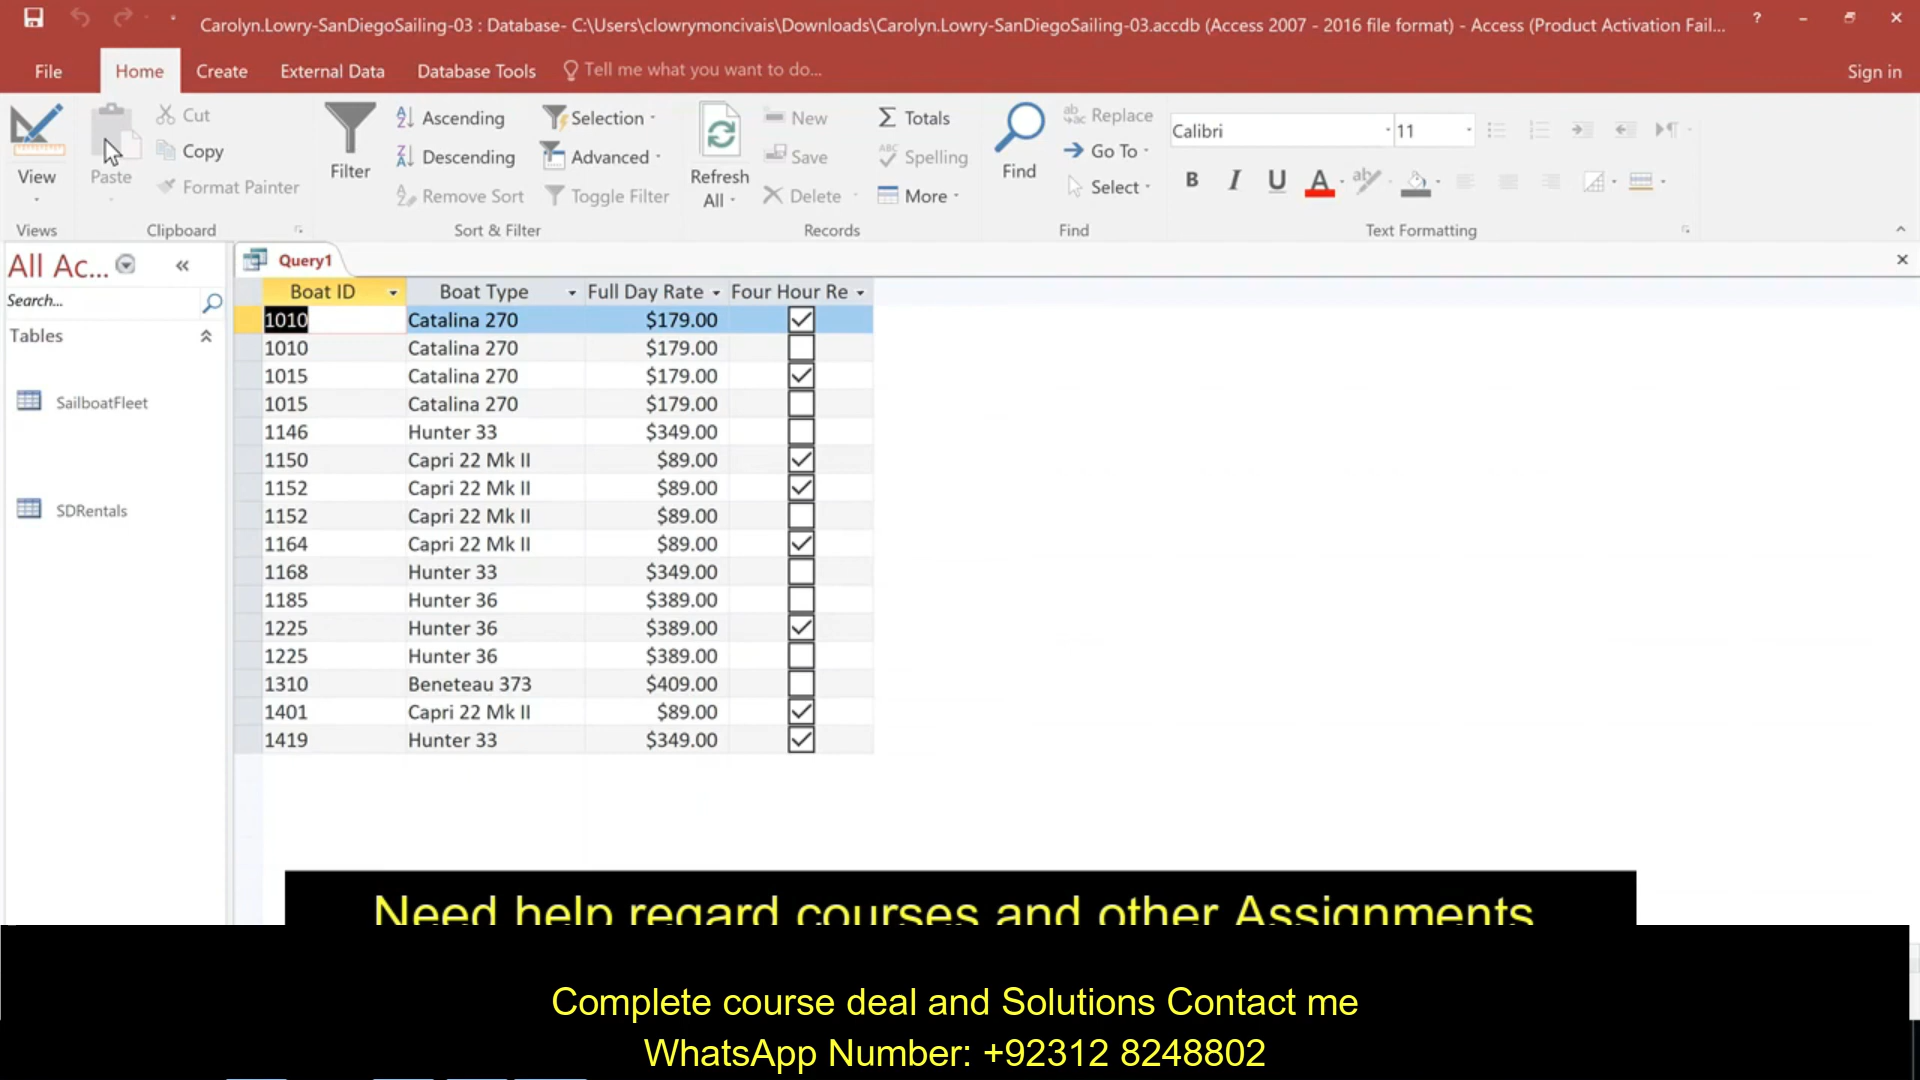 Carolyn.Lowry-SanDiegoSailing-03 : Database- C:\Users\clowrymoncivais\Downloads\Carolyn.Lowry-SanDiegoSailing-03.accdb (Access 2007 - 2016 file format) - Access (Product Activation Fail...
File Home Create External Data Database Tools Tell me what you want to do... Sign in
View
Views
Paste
Cut
Copy
Format Painter
Clipboard
Filter
Ascending
Descending
Remove Sort
Selection
Advanced
Toggle Filter
Sort & Filter
Refresh
All
New
Save
Delete
Totals
Spelling
More
Records
Find
Replace
Go To
Select
Find
Calibri 11
B I U A
Text Formatting
All Ac...
Search...
Tables
SailboatFleet
SDRentals
Query1
Boat ID Boat Type Full Day Rate Four Hour Re
1010 Catalina 270 $179.00
1010 Catalina 270 $179.00
1015 Catalina 270 $179.00
1015 Catalina 270 $179.00
1146 Hunter 33 $349.00
1150 Capri 22 Mk II $89.00
1152 Capri 22 Mk II $89.00
1152 Capri 22 Mk II $89.00
1164 Capri 22 Mk II $89.00
1168 Hunter 33 $349.00
1185 Hunter 36 $389.00
1225 Hunter 36 $389.00
1225 Hunter 36 $389.00
1310 Beneteau 373 $409.00
1401 Capri 22 Mk II $89.00
1419 Hunter 33 $349.00
Need help regard courses and other Assignments
Complete course deal and Solutions Contact me
WhatsApp Number: +92312 8248802